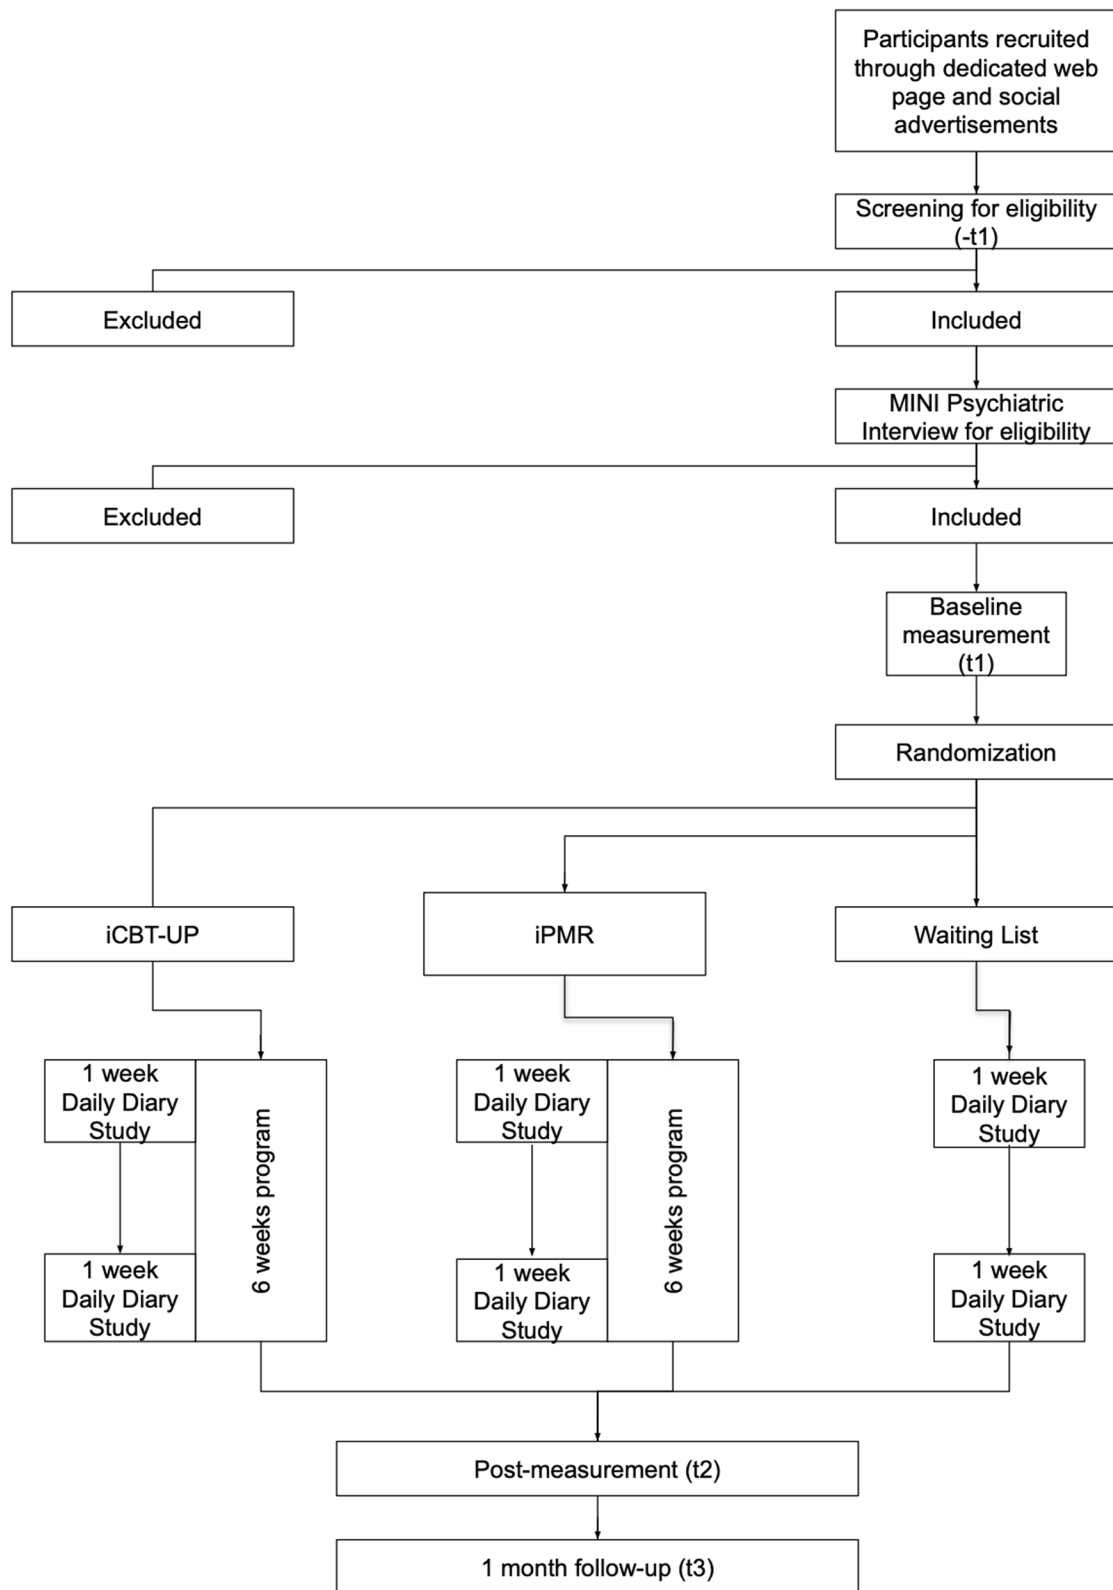 Participants recruited
through dedicated web
page and social
advertisements
Screening for eligibility
(-t1)
Excluded
Included
MINI Psychiatric
Interview for eligibility
Excluded
Included
Baseline
measurement
(t1)
Randomization
iCBT-UP
iPMR
Waiting List
1 week
Daily Diary
Study
6 weeks program
1 week
Daily Diary
Study
1 week
Daily Diary
Study
6 weeks program
1 week
Daily Diary
Study
1 week
Daily Diary
Study
1 week
Daily Diary
Study
Post-measurement (t2)
1 month follow-up (t3)